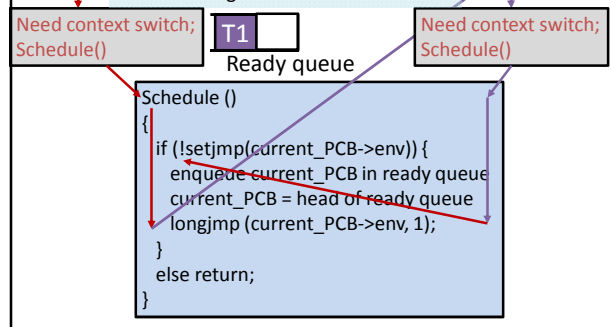 Need context switch;
Schedule()
T1
Ready queue
Need context switch;
Schedule()
Schedule ()
{
if (!setjmp(current_PCB->env)) {
enqueue current_PCB in ready queue
current_PCB = head of ready queue
longjmp (current_PCB->env, 1);
}
else return;
}